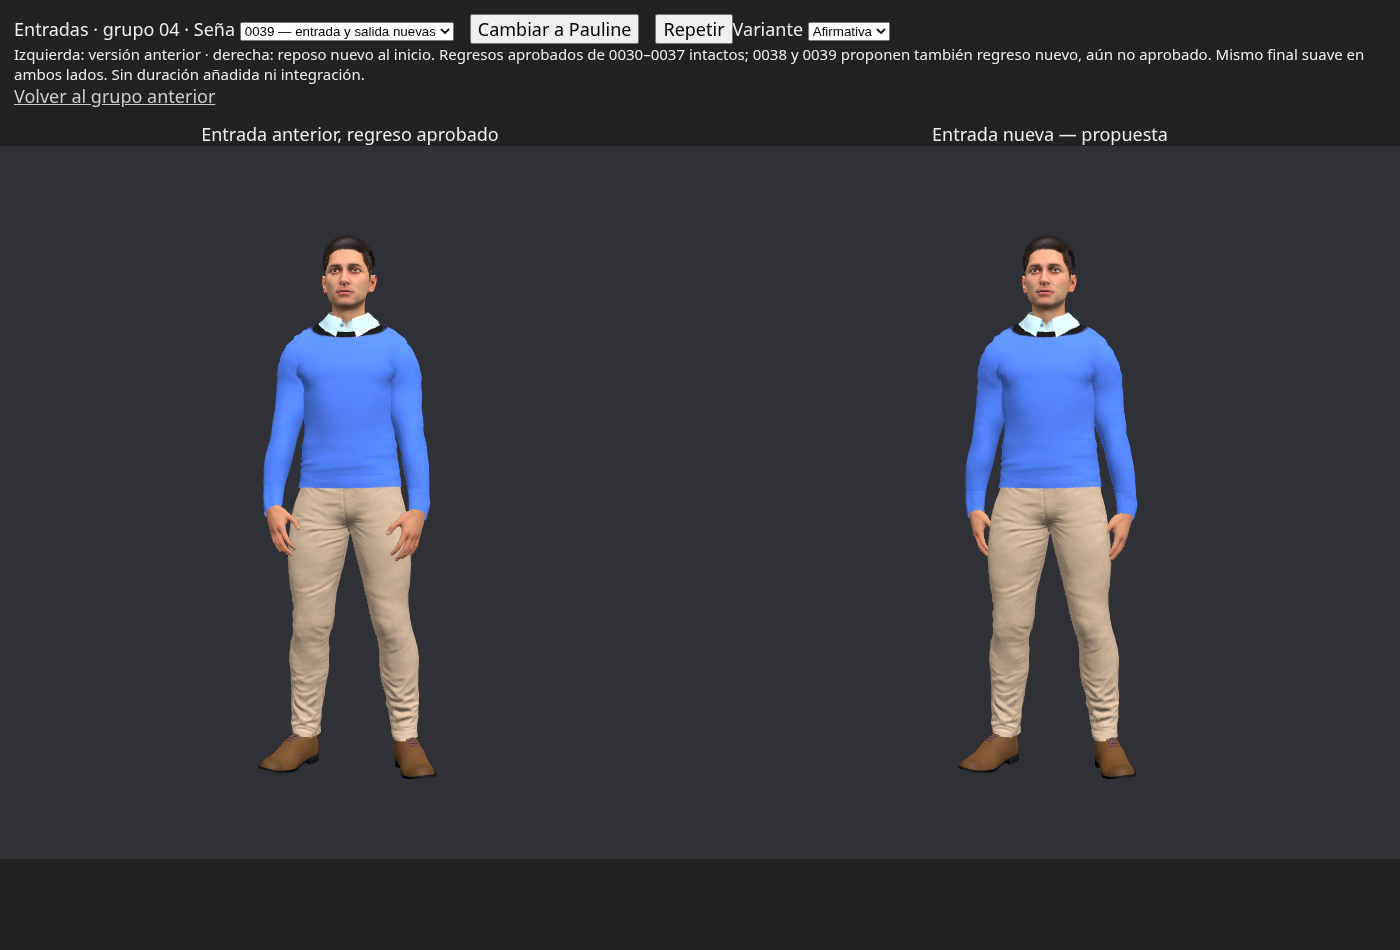 Entradas · grupo 04 · Seña 0039 — entrada y salida nuevas Cambiar a Pauline Repetir Variante Afirmativa
Izquierda: versión anterior · derecha: reposo nuevo al inicio. Regresos aprobados de 0030–0037 intactos; 0038 y 0039 proponen también regreso nuevo, aún no aprobado. Mismo final suave en
ambos lados. Sin duración añadida ni integración.
Volver al grupo anterior
Entrada anterior, regreso aprobado
Entrada nueva — propuesta